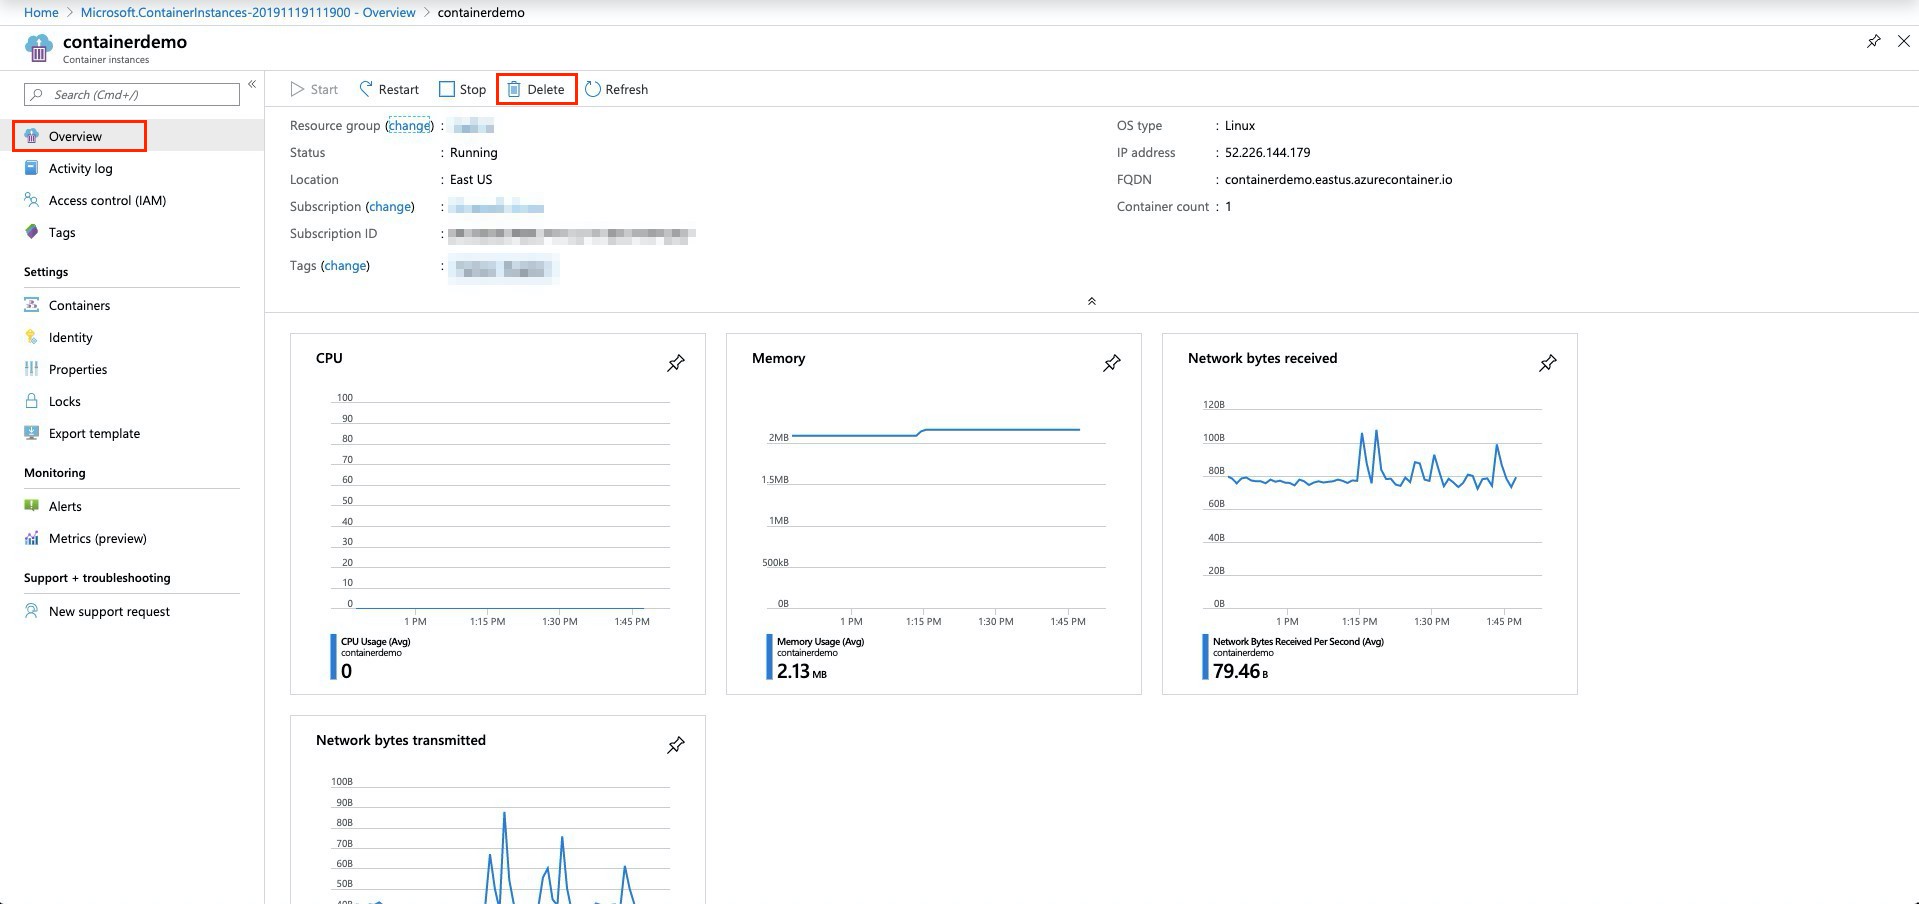 Home > Microsoft.ContainerInstances-20191119111900 - Overview > containerdemo
containerdemo
Container instances
Search (Cmd+/)
«
Overview
Activity log
Access control (IAM)
Tags
Settings
Containers
Identity
Properties
Locks
Export template
Monitoring
Alerts
Metrics (preview)
Support + troubleshooting
New support request
Start Restart Stop Delete Refresh
Resource group (change) :
Status : Running
Location : East US
Subscription (change) :
Subscription ID :
Tags (change) :
OS type : Linux
IP address : 52.226.144.179
FQDN : containerdemo.eastus.azurecontainer.io
Container count : 1
CPU
100
90
80
70
60
50
40
30
20
10
0
1 PM 1:15 PM 1:30 PM 1:45 PM
CPU Usage (Avg)
containerdemo
0
Memory
2MB
1.5MB
1MB
500kB
0B
1 PM 1:15 PM 1:30 PM 1:45 PM
Memory Usage (Avg)
containerdemo
2.13 MB
Network bytes received
120B
100B
80B
60B
40B
20B
0B
1 PM 1:15 PM 1:30 PM 1:45 PM
Network Bytes Received Per Second (Avg)
containerdemo
79.46 B
Network bytes transmitted
100B
90B
80B
70B
60B
50B
40B